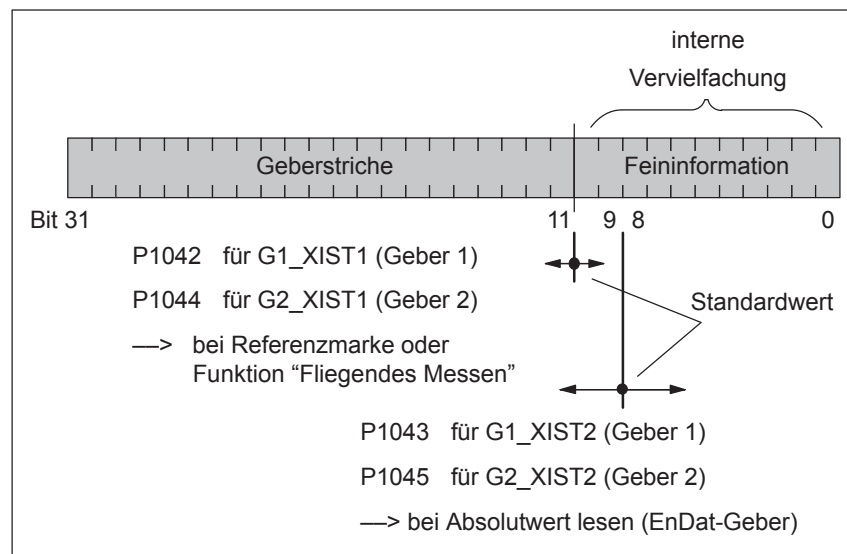 interne
Vervielfachung
Geberstriche
Feininformation
Bit 31
11
9
8
0
P1042 für G1_XIST1 (Geber 1)
P1044 für G2_XIST1 (Geber 2)
Standardwert
—> bei Referenzmarke oder
Funktion “Fliegendes Messen”
P1043 für G1_XIST2 (Geber 1)
P1045 für G2_XIST2 (Geber 2)
—> bei Absolutwert lesen (EnDat-Geber)